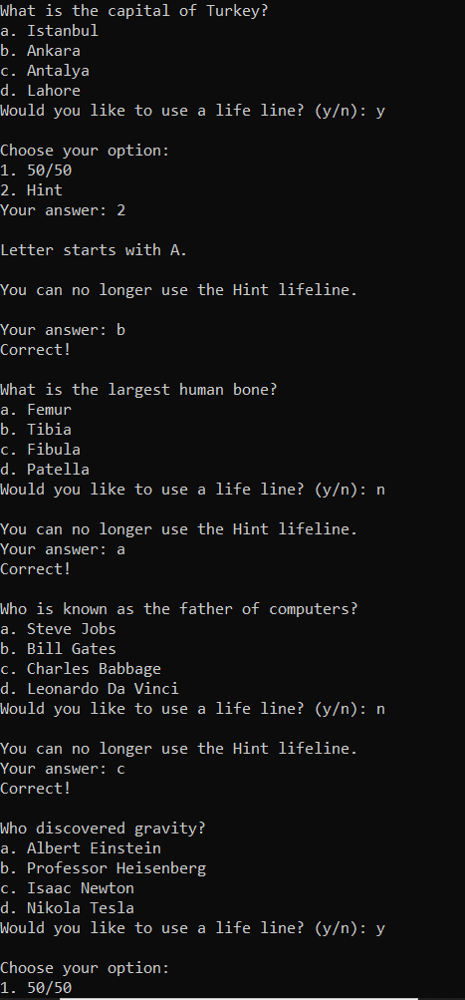 What is the capital of Turkey?
a. Istanbul
b. Ankara
c. Antalya
d. Lahore
Would you like to use a life line? (y/n): y
Choose your option:
1. 50/50
2. Hint
Your answer: 2
Letter starts with A.
You can no longer use the Hint lifeline.
Your answer: b
Correct!
What is the largest human bone?
a. Femur
b. Tibia
c. Fibula
d. Patella
Would you like to use a life line? (y/n): n
You can no longer use the Hint lifeline.
Your answer: a
Correct!
Who is known as the father of computers?
a. Steve Jobs
b. Bill Gates
c. Charles Babbage
d. Leonardo Da Vinci
Would you like to use a life line? (y/n): n
You can no longer use the Hint lifeline.
Your answer: c
Correct!
Who discovered gravity?
a. Albert Einstein
b. Professor Heisenberg
c. Isaac Newton
d. Nikola Tesla
Would you like to use a life line? (y/n): y
Choose your option:
1. 50/50